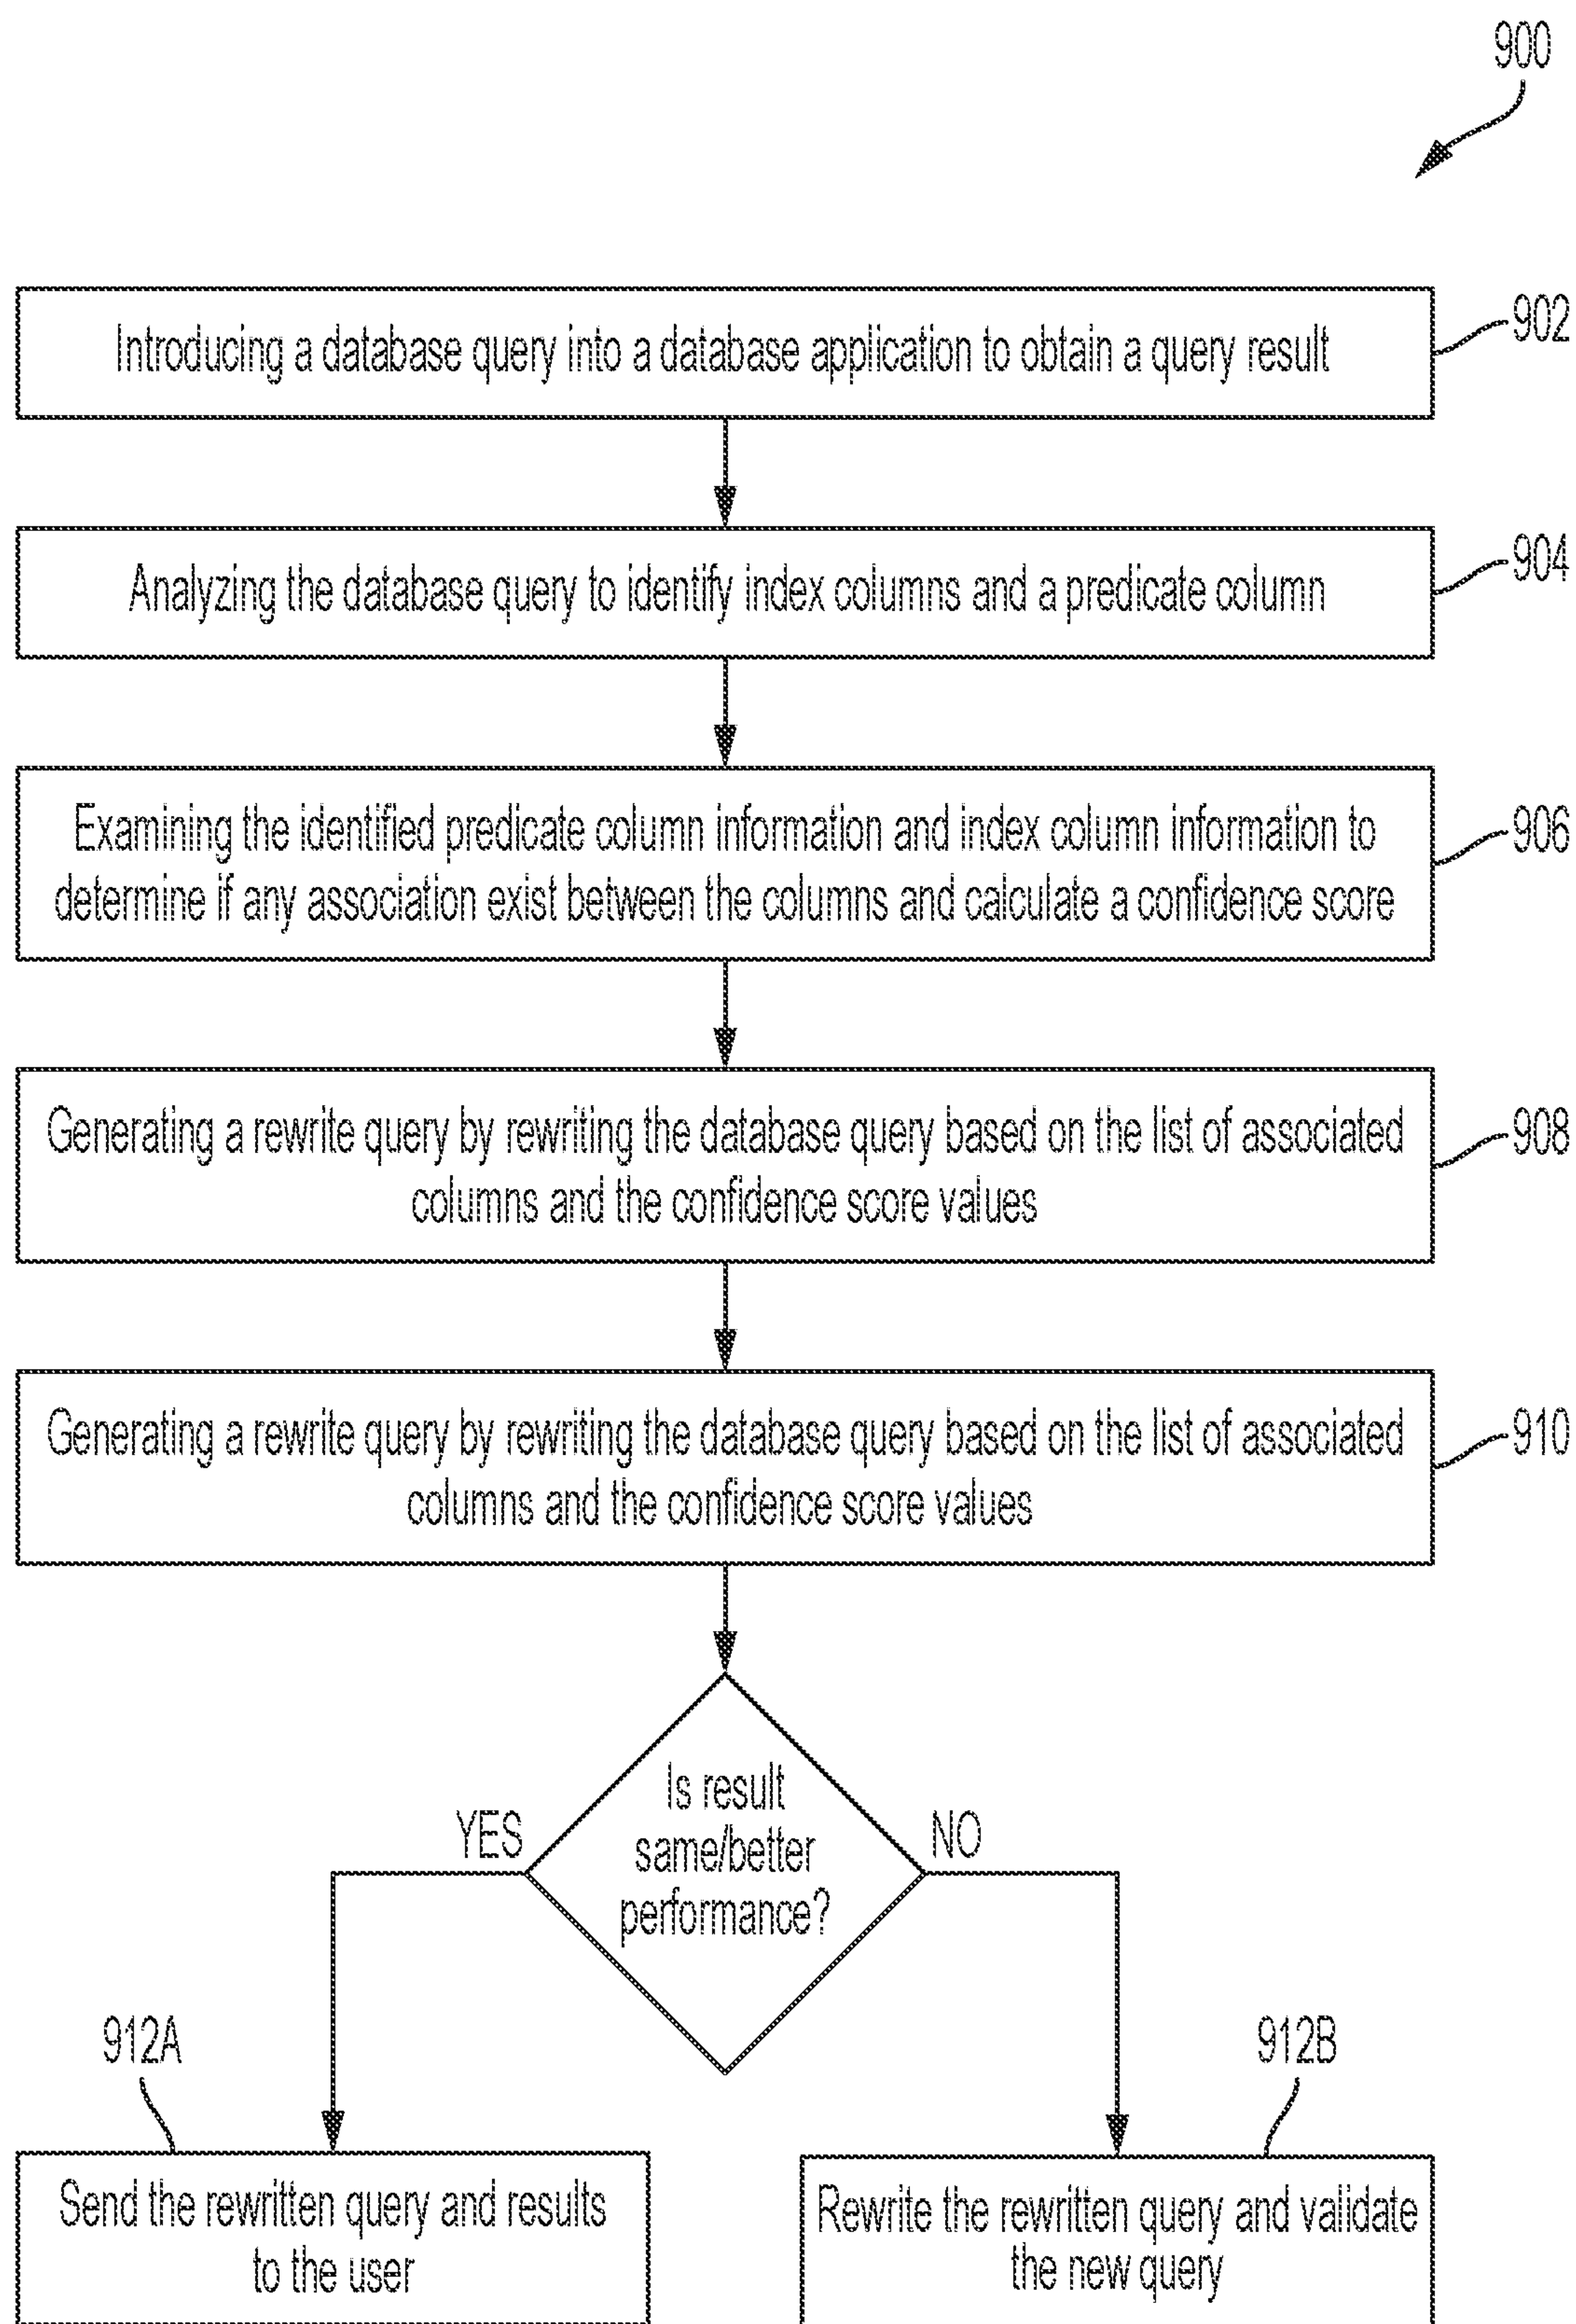 900
Introducing a database query into a database application to obtain a query result
902
Analyzing the database query to identify index columns and a predicate column
904
Examining the identified predicate column information and index column information to
determine if any association exist between the columns and calculate a confidence score
906
Generating a rewrite query by rewriting the database query based on the list of associated
columns and the confidence score values
908
Generating a rewrite query by rewriting the database query based on the list of associated
columns and the confidence score values
910
Is result
same/better
performance?
YES
NO
912A
912B
Send the rewritten query and results
to the user
Rewrite the rewritten query and validate
the new query